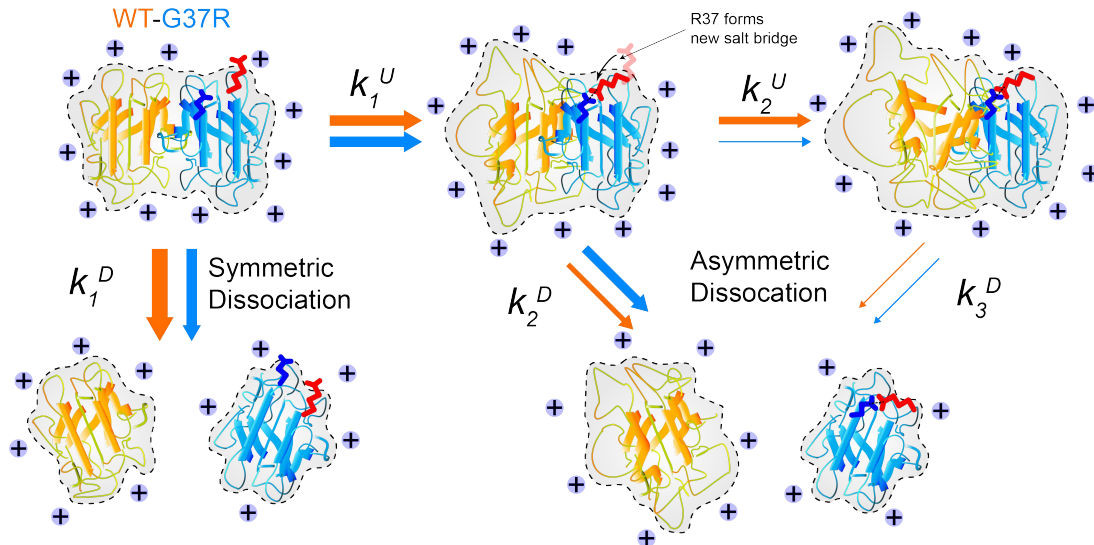 WT-G37R
R37 forms
new salt bridge
k1U
k2U
k1D
Symmetric
Dissociation
k2D
Asymmetric
Dissocation
k3D
+ + + + + + + + + + +